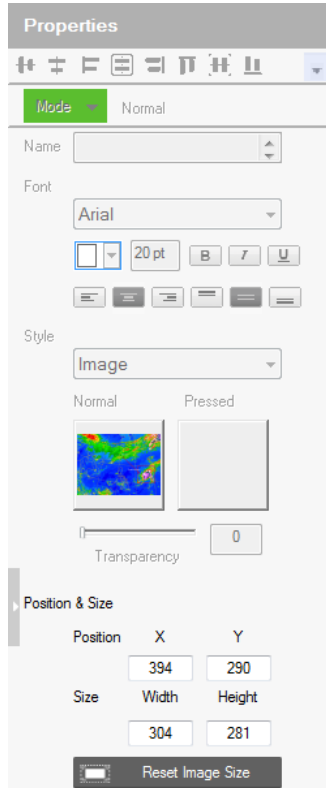 Properties
Mode Normal
Name
Font
Arial
20 pt B I U
Style
Image
Normal Pressed
0
Transparency
Position & Size
Position X Y
394 290
Size Width Height
304 281
Reset Image Size